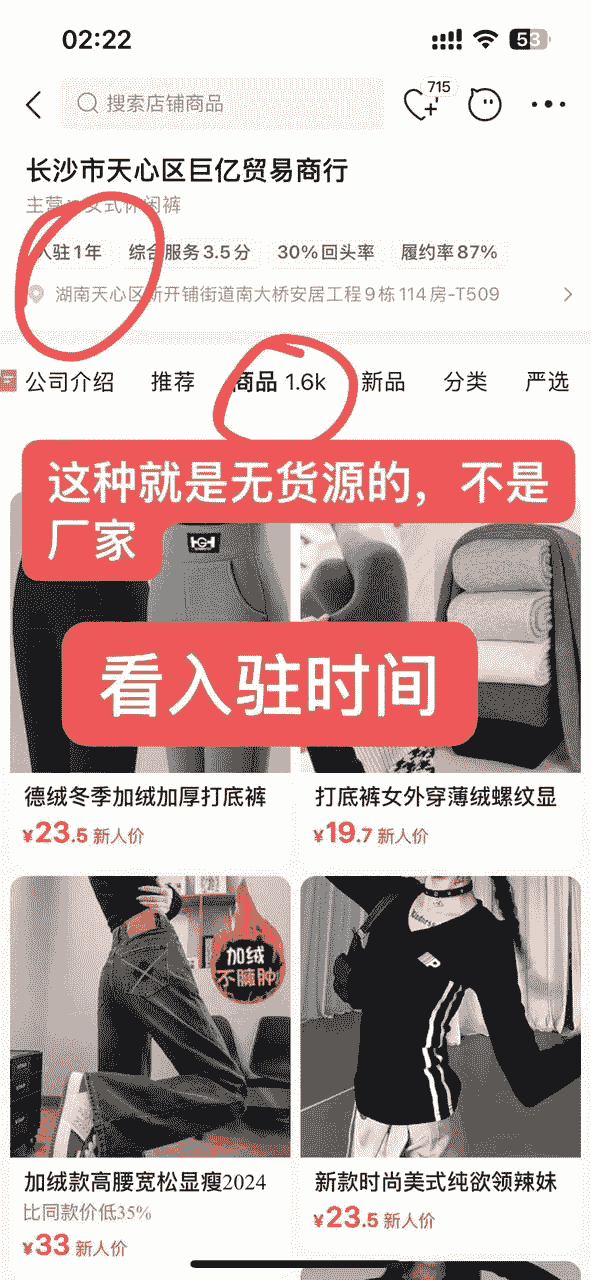 02:22
53
搜索店铺商品
715
长沙市天心区巨亿贸易商行
主营 女式休闲裤
入驻1年 综合服务3.5分 30%回头率 履约率87%
湖南天心区新开铺街道南大桥安居工程9栋114房-T509
公司介绍 推荐 商品 1.6k 新品 分类 严选
这种就是无货源的，不是
厂家
看入驻时间
德绒冬季加绒加厚打底裤
¥23.5 新人价
打底裤女外穿薄绒螺纹显
¥19.7 新人价
加绒
不臃肿
加绒款高腰宽松显瘦2024
比同款价低35%
¥33 新人价
新款时尚美式纯欲领辣妹
¥23.5 新人价